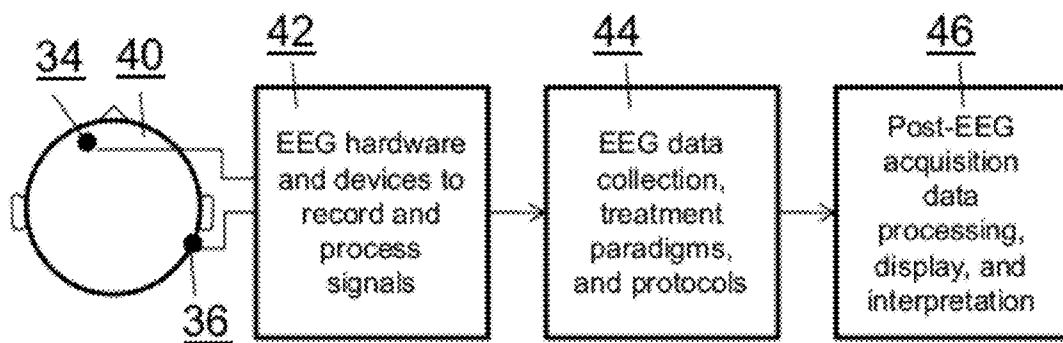 34
40
42
44
46
EEG hardware
and devices to
record and
process
signals
EEG data
collection,
treatment
paradigms,
and protocols
Post-EEG
acquisition
data
processing,
display, and
interpretation
36